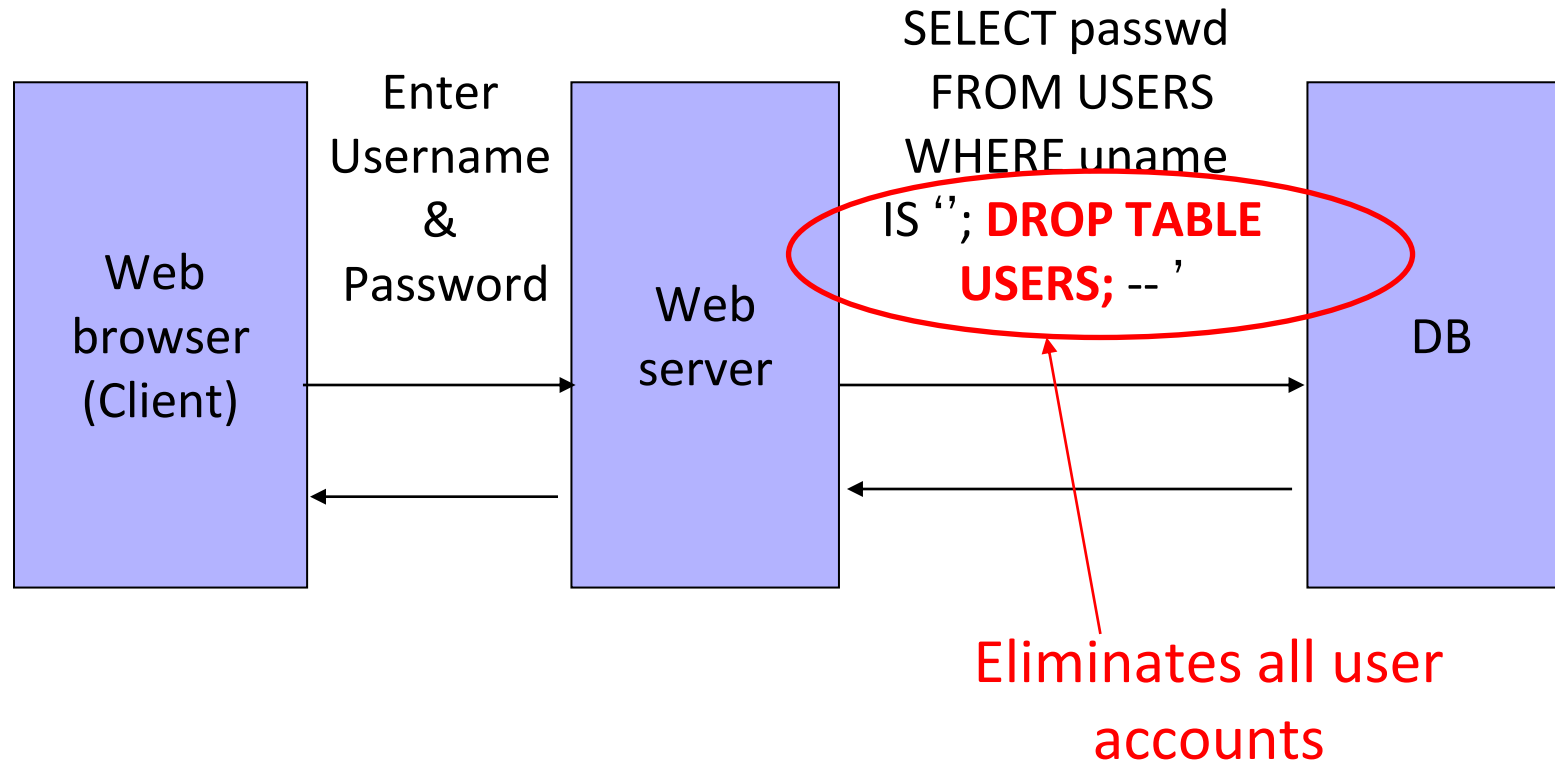 Web
browser
(Client)
Enter
Username
&
Password
Web
server
SELECT passwd
FROM USERS
WHERE uname
IS ‘’; DROP TABLE
USERS; -- ’
DB
Eliminates all user
accounts